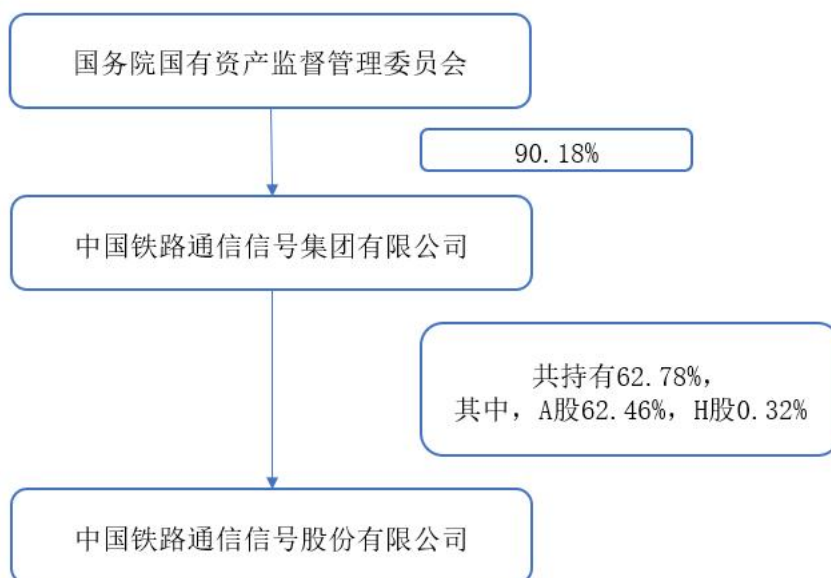 国务院国有资产监督管理委员会
90.18%
中国铁路通信信号集团有限公司
共持有62.78%，
其中，A股62.46%，H股0.32%
中国铁路通信信号股份有限公司